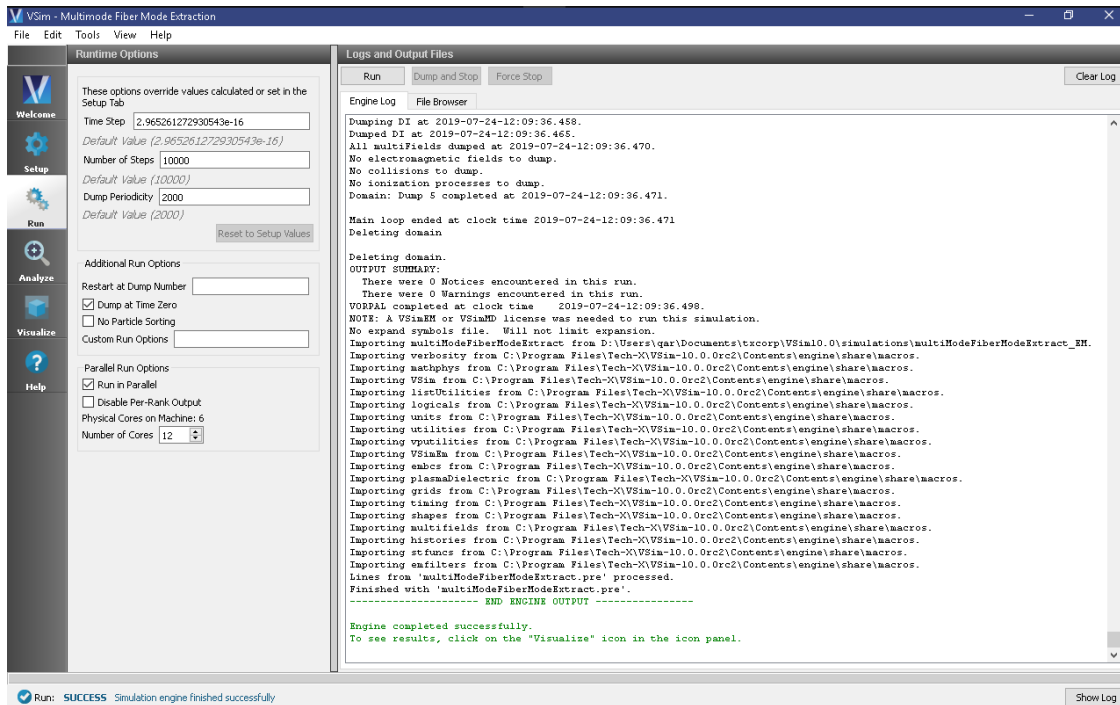 VSim - Multimode Fiber Mode Extraction
File Edit Tools View Help
Welcome
Setup
Run
Analyze
Visualize
Help
Runtime Options
These options override values calculated or set in the
Setup Tab
Time Step 2.965261272930543e-16
Default Value (2.965261272930543e-16)
Number of Steps 10000
Default Value (10000)
Dump Periodicity 2000
Default Value (2000)
Reset to Setup Values
Additional Run Options
Restart at Dump Number
Dump at Time Zero
No Particle Sorting
Custom Run Options
Parallel Run Options
Run in Parallel
Disable Per-Rank Output
Physical Cores on Machine: 6
Number of Cores 12
Logs and Output Files
Run Dump and Stop Force Stop Clear Log
Engine Log File Browser
Dumping DI at 2019-07-24-12:09:36.458.
Dumped DI at 2019-07-24-12:09:36.465.
All multiFields dumped at 2019-07-24-12:09:36.470.
No electromagnetic fields to dump.
No collisions to dump.
No ionization processes to dump.
Domain: Dump 5 completed at 2019-07-24-12:09:36.471.
Main loop ended at clock time 2019-07-24-12:09:36.471
Deleting domain
Deleting domain.
OUTPUT SUMMARY:
There were 0 Notices encountered in this run.
There were 0 Warnings encountered in this run.
VORPAL completed at clock time 2019-07-24-12:09:36.498.
NOTE: A VSimEM or VSimMD license was needed to run this simulation.
No expand symbols file. Will not limit expansion.
Importing multiModeFiberModeExtract from D:\Users\qar\Documents\txcorp\VSim10.0\simulations\multiModeFiberModeExtract_EM.
Importing verbosity from C:\Program Files\Tech-X\VSim-10.0.0rc2\Contents\engine\share\macros.
Importing mathphys from C:\Program Files\Tech-X\VSim-10.0.0rc2\Contents\engine\share\macros.
Importing VSim from C:\Program Files\Tech-X\VSim-10.0.0rc2\Contents\engine\share\macros.
Importing listUtilities from C:\Program Files\Tech-X\VSim-10.0.0rc2\Contents\engine\share\macros.
Importing logicals from C:\Program Files\Tech-X\VSim-10.0.0rc2\Contents\engine\share\macros.
Importing units from C:\Program Files\Tech-X\VSim-10.0.0rc2\Contents\engine\share\macros.
Importing utilities from C:\Program Files\Tech-X\VSim-10.0.0rc2\Contents\engine\share\macros.
Importing vputilities from C:\Program Files\Tech-X\VSim-10.0.0rc2\Contents\engine\share\macros.
Importing VSimEm from C:\Program Files\Tech-X\VSim-10.0.0rc2\Contents\engine\share\macros.
Importing embcs from C:\Program Files\Tech-X\VSim-10.0.0rc2\Contents\engine\share\macros.
Importing plasmaDielectric from C:\Program Files\Tech-X\VSim-10.0.0rc2\Contents\engine\share\macros.
Importing grids from C:\Program Files\Tech-X\VSim-10.0.0rc2\Contents\engine\share\macros.
Importing timing from C:\Program Files\Tech-X\VSim-10.0.0rc2\Contents\engine\share\macros.
Importing shapes from C:\Program Files\Tech-X\VSim-10.0.0rc2\Contents\engine\share\macros.
Importing multifields from C:\Program Files\Tech-X\VSim-10.0.0rc2\Contents\engine\share\macros.
Importing histories from C:\Program Files\Tech-X\VSim-10.0.0rc2\Contents\engine\share\macros.
Importing stfuncs from C:\Program Files\Tech-X\VSim-10.0.0rc2\Contents\engine\share\macros.
Importing emfilters from C:\Program Files\Tech-X\VSim-10.0.0rc2\Contents\engine\share\macros.
Lines from 'multiModeFiberModeExtract.pre' processed.
Finished with 'multiModeFiberModeExtract.pre'.
--------------------- END ENGINE OUTPUT ----------------
Engine completed successfully.
To see results, click on the "Visualize" icon in the icon panel.
Run: SUCCESS Simulation engine finished successfully
Show Log